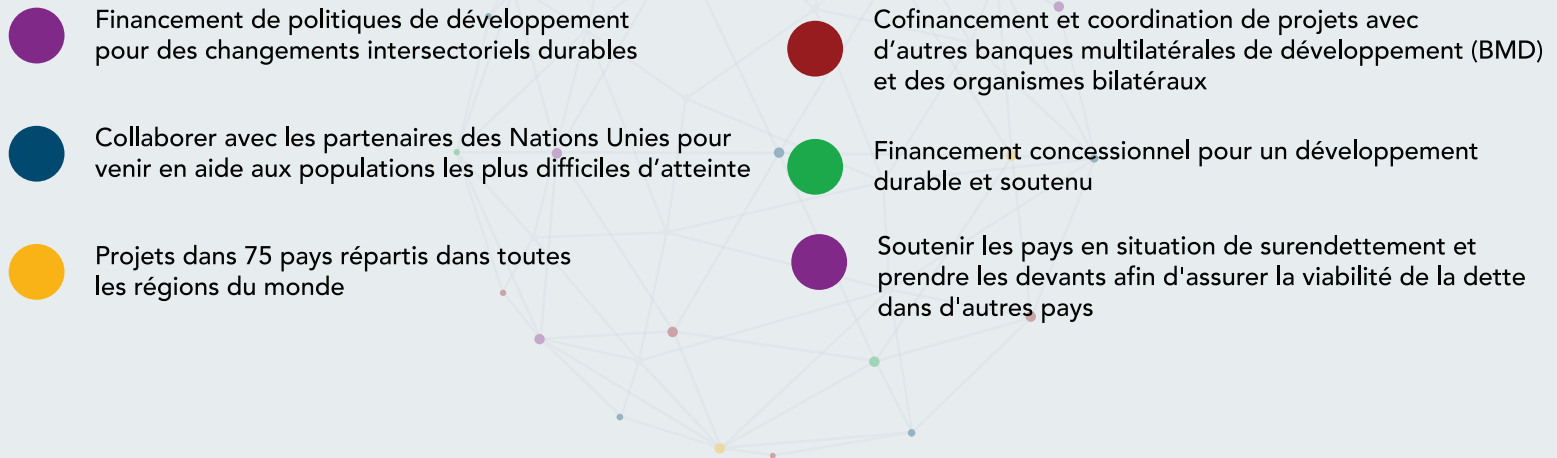 Financement de politiques de développement
pour des changements intersectoriels durables
Collaborer avec les partenaires des Nations Unies pour
venir en aide aux populations les plus difficiles d’atteinte
Projets dans 75 pays répartis dans toutes
les régions du monde
Cofinancement et coordination de projets avec
d’autres banques multilatérales de développement (BMD)
et des organismes bilatéraux
Financement concessionnel pour un développement
durable et soutenu
Soutenir les pays en situation de surendettement et
prendre les devants afin d'assurer la viabilité de la dette
dans d'autres pays